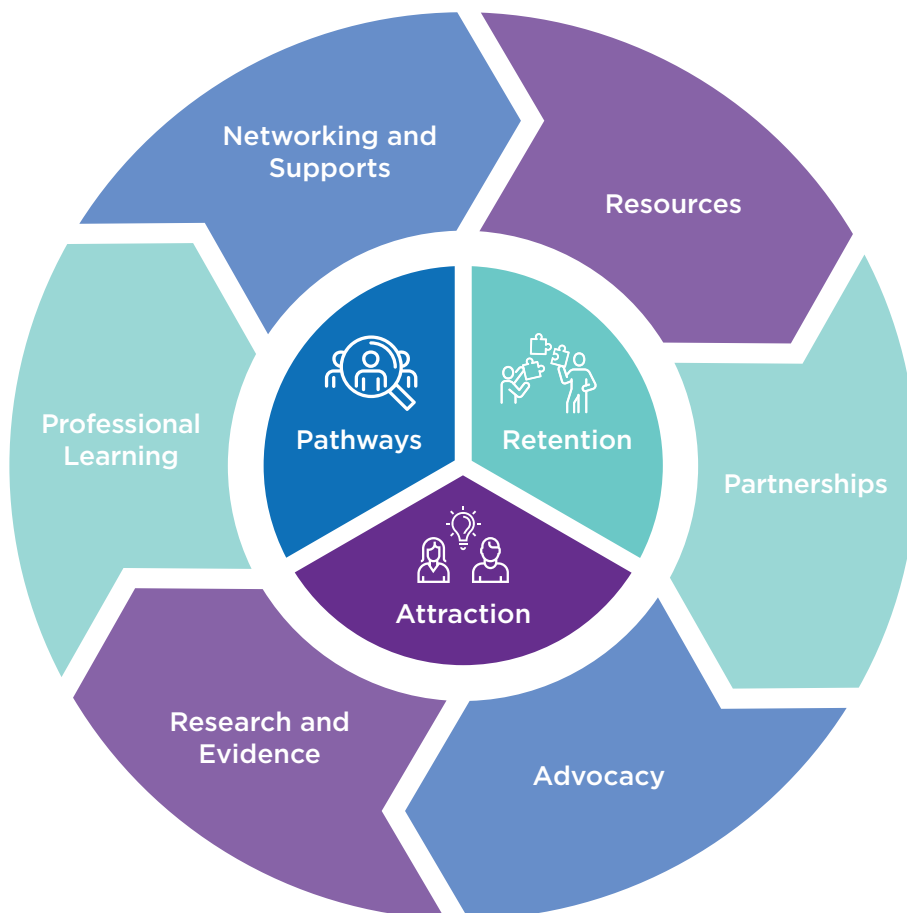 Networking and
Supports
Resources
Professional
Learning
Pathways
Retention
Partnerships
Attraction
Research and
Evidence
Advocacy